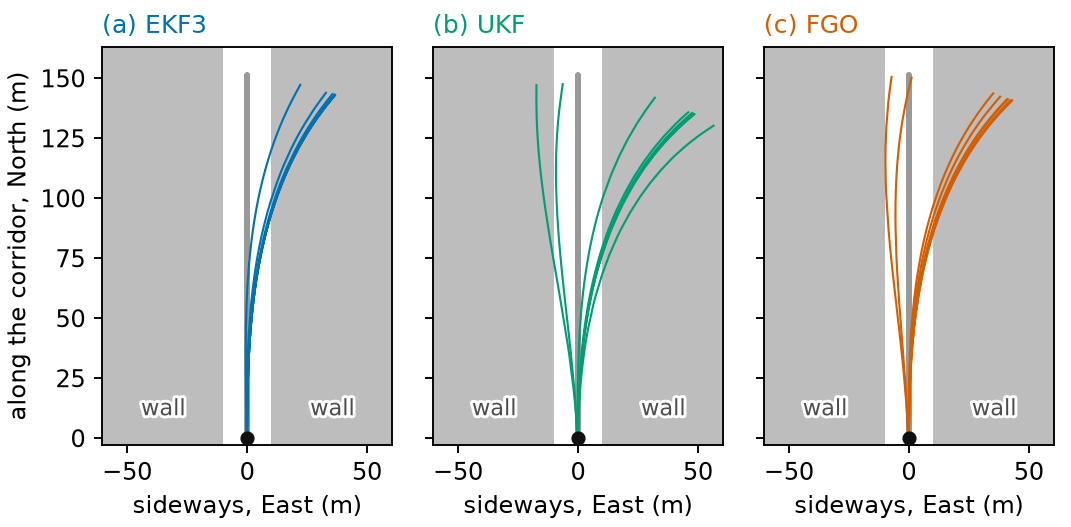 (a) EKF3
(b) UKF
(c) FGO
along the corridor, North (m)
150
125
100
75
50
25
0
wall
wall
wall
wall
wall
wall
−50
0
50
−50
0
50
−50
0
50
sideways, East (m)
sideways, East (m)
sideways, East (m)